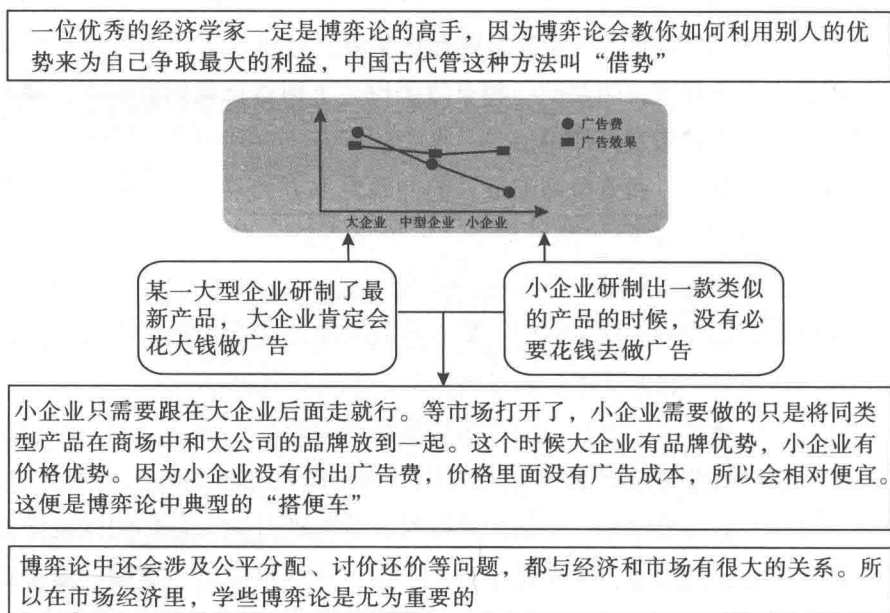 一位优秀的经济学家一定是博弈论的高手，因为博弈论会教你如何利用别人的优
势来为自己争取最大的利益，中国古代管这种方法叫“借势”
广告费
广告效果
大企业 中型企业 小企业
某一大型企业研制了最
新产品，大企业肯定会
花大钱做广告
小企业研制出一款类似
的产品的时候，没有必
要花钱去做广告
小企业只需要跟在大企业后面走就行。等市场打开了，小企业需要做的只是将同类
型产品在商场中和大公司的品牌放到一起。这个时候大企业有品牌优势，小企业有
价格优势。因为小企业没有付出广告费，价格里面没有广告成本，所以会相对便宜。
这便是博弈论中典型的“搭便车”
博弈论中还会涉及公平分配、讨价还价等问题，都与经济和市场有很大的关系。所
以在市场经济里，学些博弈论是尤为重要的